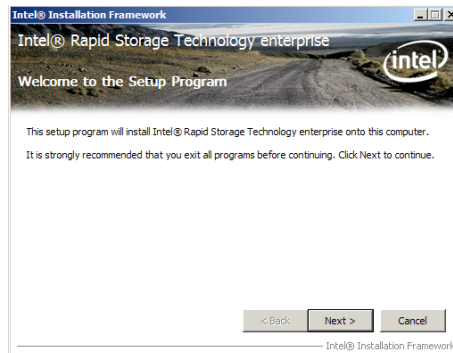 Intel® Installation Framework
Intel® Rapid Storage Technology enterprise
intel
Welcome to the Setup Program
This setup program will install Intel® Rapid Storage Technology enterprise onto this computer.
It is strongly recommended that you exit all programs before continuing. Click Next to continue.
< Back
Next >
Cancel
Intel® Installation Framework